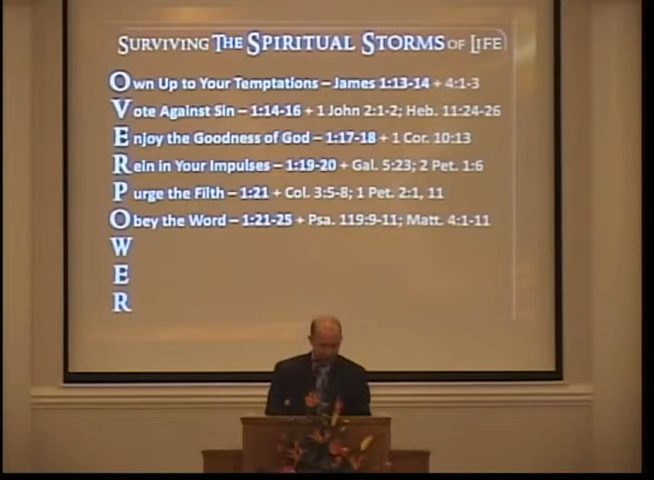 SURVIVING THE SPIRITUAL STORMS OF LIFE
Own Up to Your Temptations – James 1:13-14 + 4:1-3
Vote Against Sin – 1:14-16 + 1 John 2:1-2; Heb. 11:24-26
Enjoy the Goodness of God – 1:17-18 + 1 Cor. 10:13
Rein in Your Impulses – 1:19-20 + Gal. 5:23; 2 Pet. 1:6
Purge the Filth – 1:21 + Col. 3:5-8; 1 Pet. 2:1, 11
Obey the Word – 1:21-25 + Psa. 119:9-11; Matt. 4:1-11
W
E
R